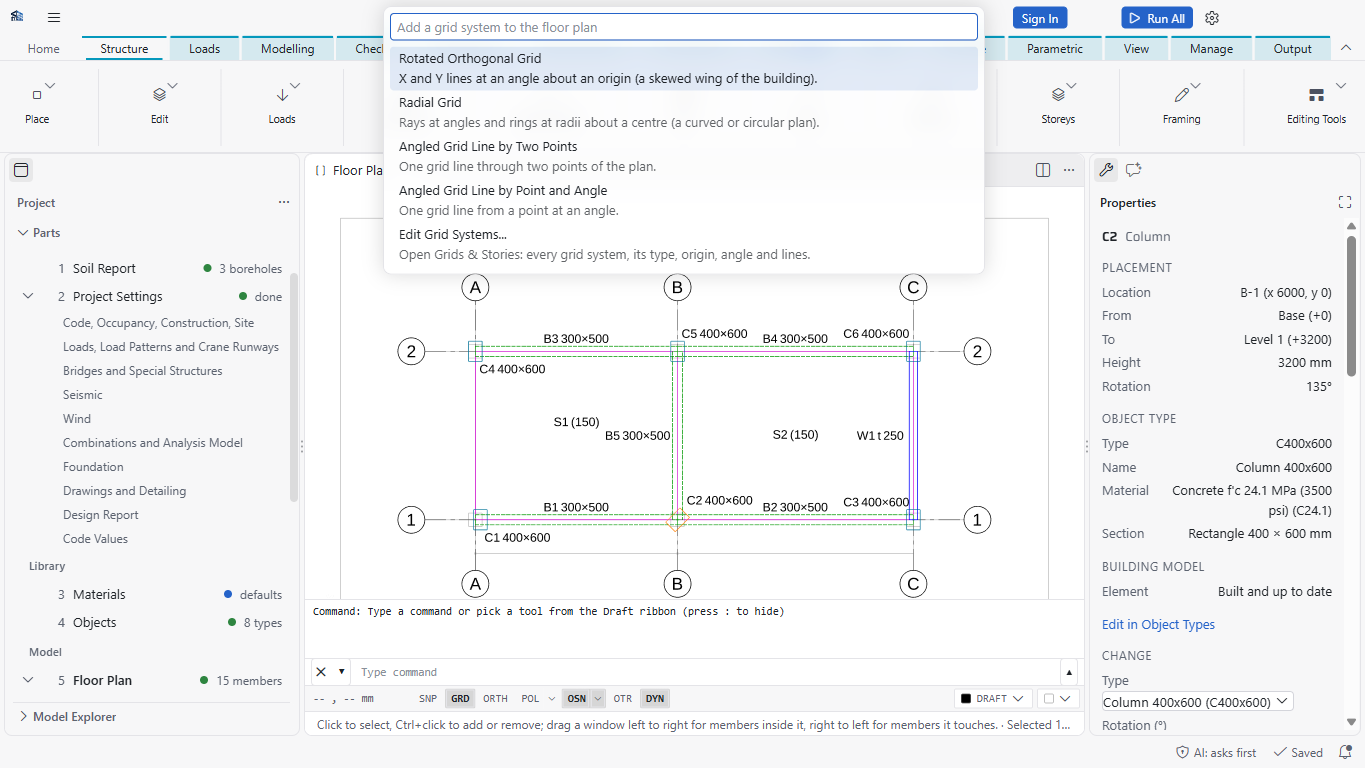 Add a grid system to the floor plan
Sign In
Run All
Home
Structure
Loads
Modelling
Parametric
View
Manage
Output
Rotated Orthogonal Grid
X and Y lines at an angle about an origin (a skewed wing of the building).
Radial Grid
Rays at angles and rings at radii about a centre (a curved or circular plan).
Angled Grid Line by Two Points
One grid line through two points of the plan.
Angled Grid Line by Point and Angle
One grid line from a point at an angle.
Edit Grid Systems...
Open Grids & Stories: every grid system, its type, origin, angle and lines.
Place
Edit
Loads
Storeys
Framing
Editing Tools
Project
Parts
1 Soil Report 3 boreholes
2 Project Settings done
Code, Occupancy, Construction, Site
Loads, Load Patterns and Crane Runways
Bridges and Special Structures
Seismic
Wind
Combinations and Analysis Model
Foundation
Drawings and Detailing
Design Report
Code Values
Library
3 Materials defaults
4 Objects 8 types
Model
5 Floor Plan 15 members
Model Explorer
[ ] Floor Pla
A B C
B3 300×500
C5 400×600
B4 300×500
C6 400×600
2 2
C4 400×600
S1 (150)
B5 300×500
S2 (150)
W1 t 250
B1 300×500
C2 400×600
B2 300×500
C3 400×600
1 1
C1 400×600
A B C
Command: Type a command or pick a tool from the Draft ribbon (press : to hide)
Type command
-- , -- mm SNP GRD ORTH POL OSN OTR DYN DRAFT
Click to select, Ctrl+click to add or remove; drag a window left to right for members inside it, right to left for members it touches. · Selected 1...
Properties
C2 Column
PLACEMENT
Location B-1 (x 6000, y 0)
From Base (+0)
To Level 1 (+3200)
Height 3200 mm
Rotation 135°
OBJECT TYPE
Type C400x600
Name Column 400x600
Material Concrete f'c 24.1 MPa (3500
psi) (C24.1)
Section Rectangle 400 × 600 mm
BUILDING MODEL
Element Built and up to date
Edit in Object Types
CHANGE
Type
Column 400x600 (C400x600)
Rotation (°)
AI: asks first
Saved